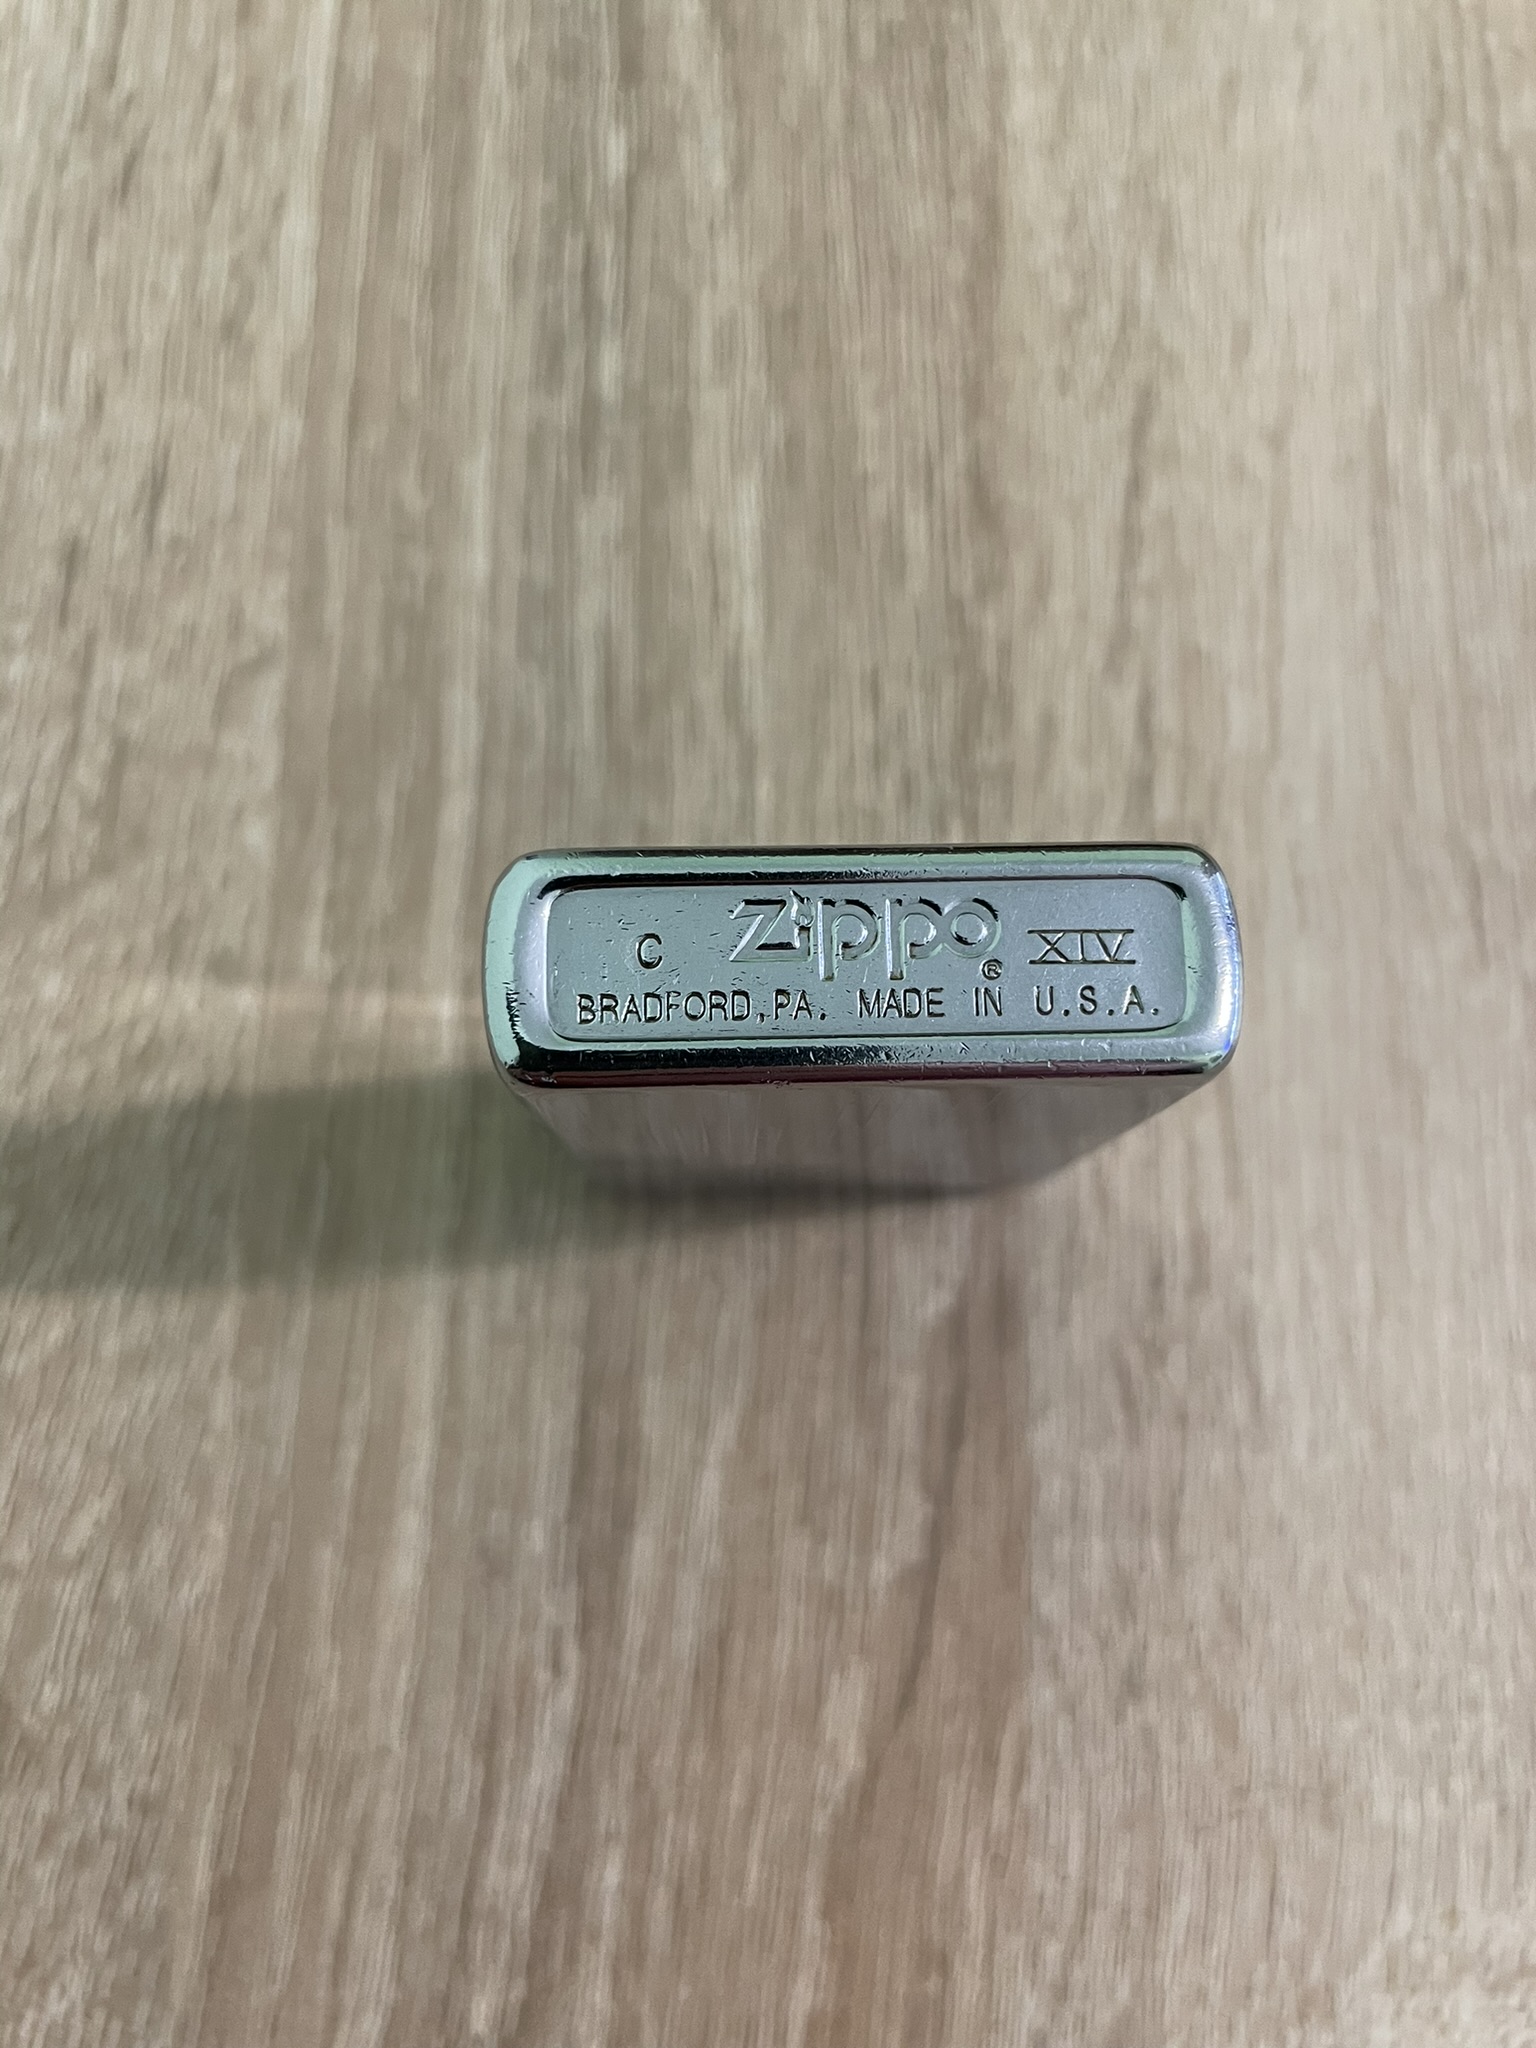 C Zippo ® XIV
BRADFORD, PA. MADE IN U.S.A.